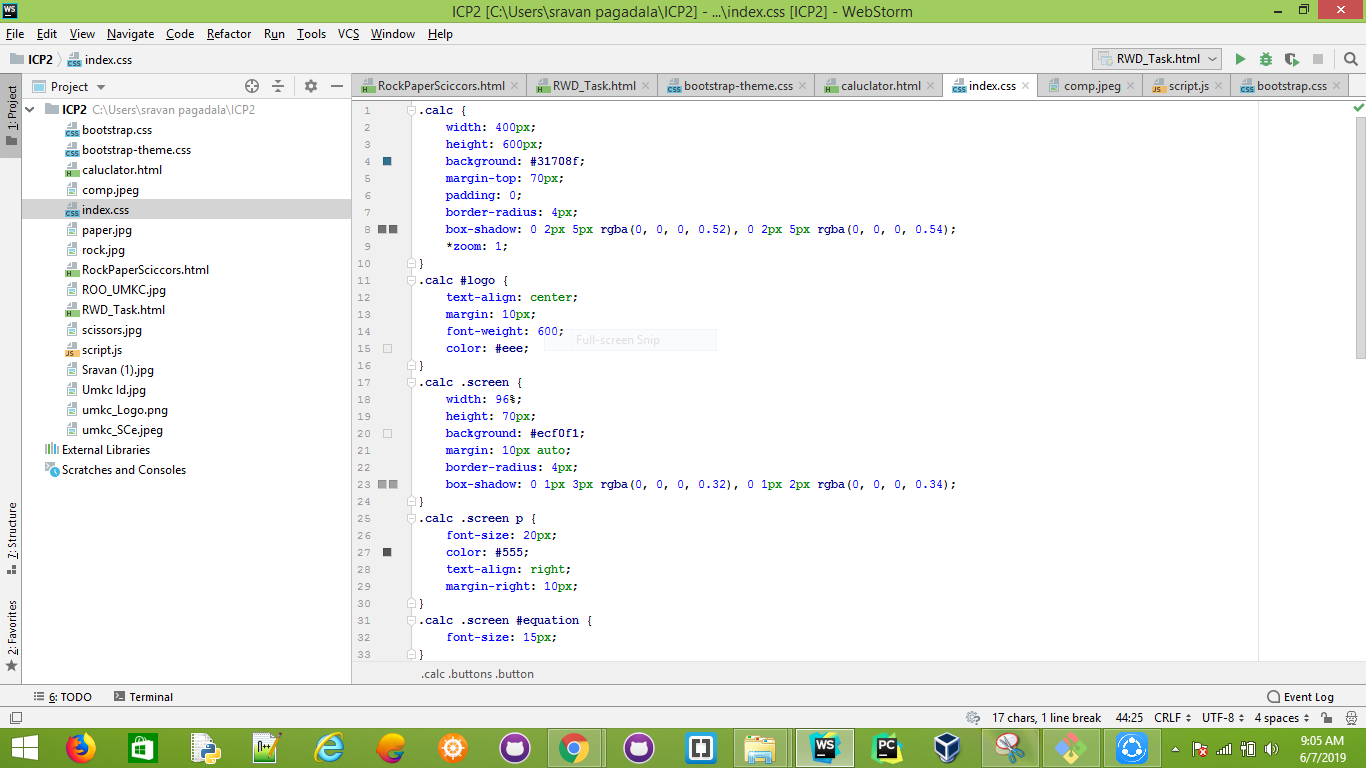 WS
ICP2 [C:\Users\sravan pagadala\ICP2] - ...\index.css [ICP2] - WebStorm
File Edit View Navigate Code Refactor Run Tools VCS Window Help
ICP2 index.css
RWD_Task.html
1: Project
Project
RockPaperSciccors.html RWD_Task.html bootstrap-theme.css caluclator.html index.css comp.jpeg script.js bootstrap.css
ICP2 C:\Users\sravan pagadala\ICP2
bootstrap.css
bootstrap-theme.css
caluclator.html
comp.jpeg
index.css
paper.jpg
rock.jpg
RockPaperSciccors.html
ROO_UMKC.jpg
RWD_Task.html
scissors.jpg
script.js
Sravan (1).jpg
Umkc Id.jpg
umkc_Logo.png
umkc_SCe.jpeg
External Libraries
Scratches and Consoles
7: Structure
2: Favorites
1 .calc {
2 width: 400px;
3 height: 600px;
4 background: #31708f;
5 margin-top: 70px;
6 padding: 0;
7 border-radius: 4px;
8 box-shadow: 0 2px 5px rgba(0, 0, 0, 0.52), 0 2px 5px rgba(0, 0, 0, 0.54);
9 *zoom: 1;
10 }
11 .calc #logo {
12 text-align: center;
13 margin: 10px;
14 font-weight: 600;
Full-screen Snip
15 color: #eee;
16 }
17 .calc .screen {
18 width: 96%;
19 height: 70px;
20 background: #ecf0f1;
21 margin: 10px auto;
22 border-radius: 4px;
23 box-shadow: 0 1px 3px rgba(0, 0, 0, 0.32), 0 1px 2px rgba(0, 0, 0, 0.34);
24 }
25 .calc .screen p {
26 font-size: 20px;
27 color: #555;
28 text-align: right;
29 margin-right: 10px;
30 }
31 .calc .screen #equation {
32 font-size: 15px;
33 }
.calc .buttons .button
6: TODO Terminal Event Log
17 chars, 1 line break 44:25 CRLF UTF-8 4 spaces
WS PC
9:05 AM
6/7/2019